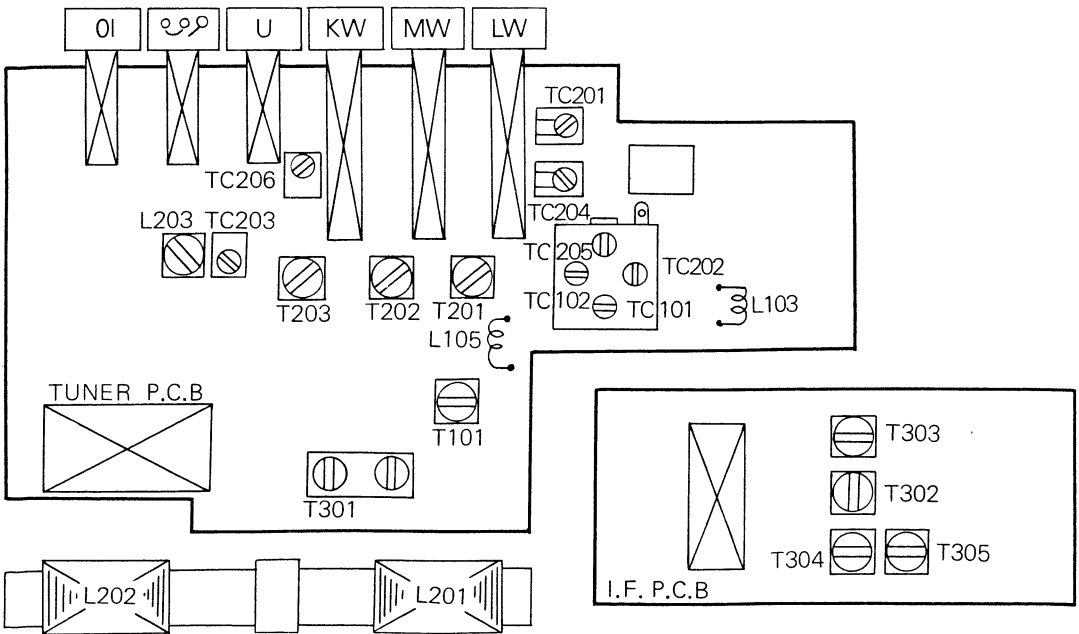 OI U KW MW LW
TC201
TC206
TC204
L203 TC203
TC205
TC202
TC102
TC101
L103
T203 T202 T201
L105
TUNER P.C.B
T101
T303
T302
T301
T304 T305
I.F. P.C.B
L202 L201